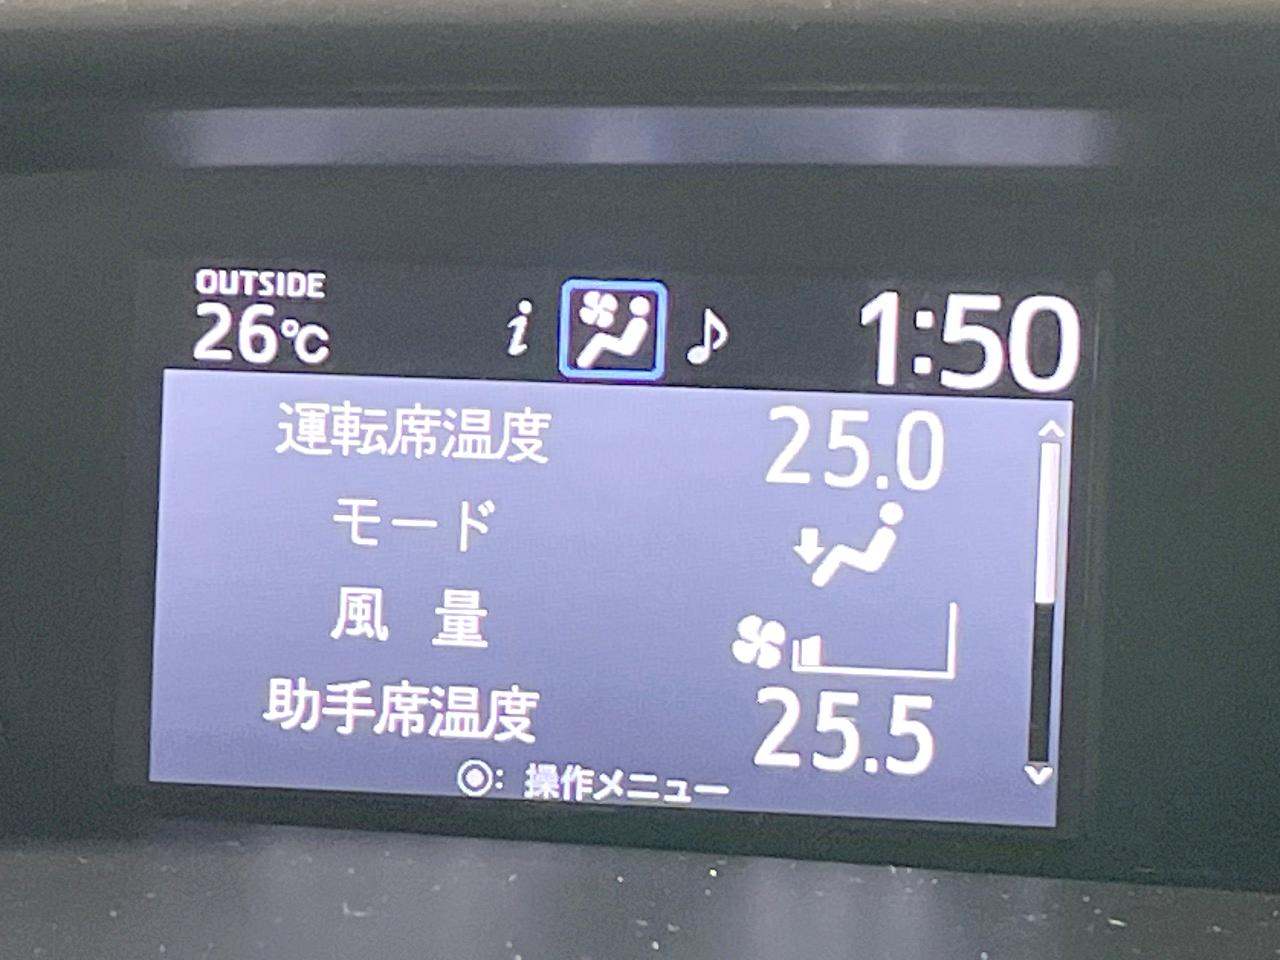 OUTSIDE
26℃
i
1:50
運転席温度 25.0
モード
風 量
助手席温度 25.5
◉: 操作メニュー